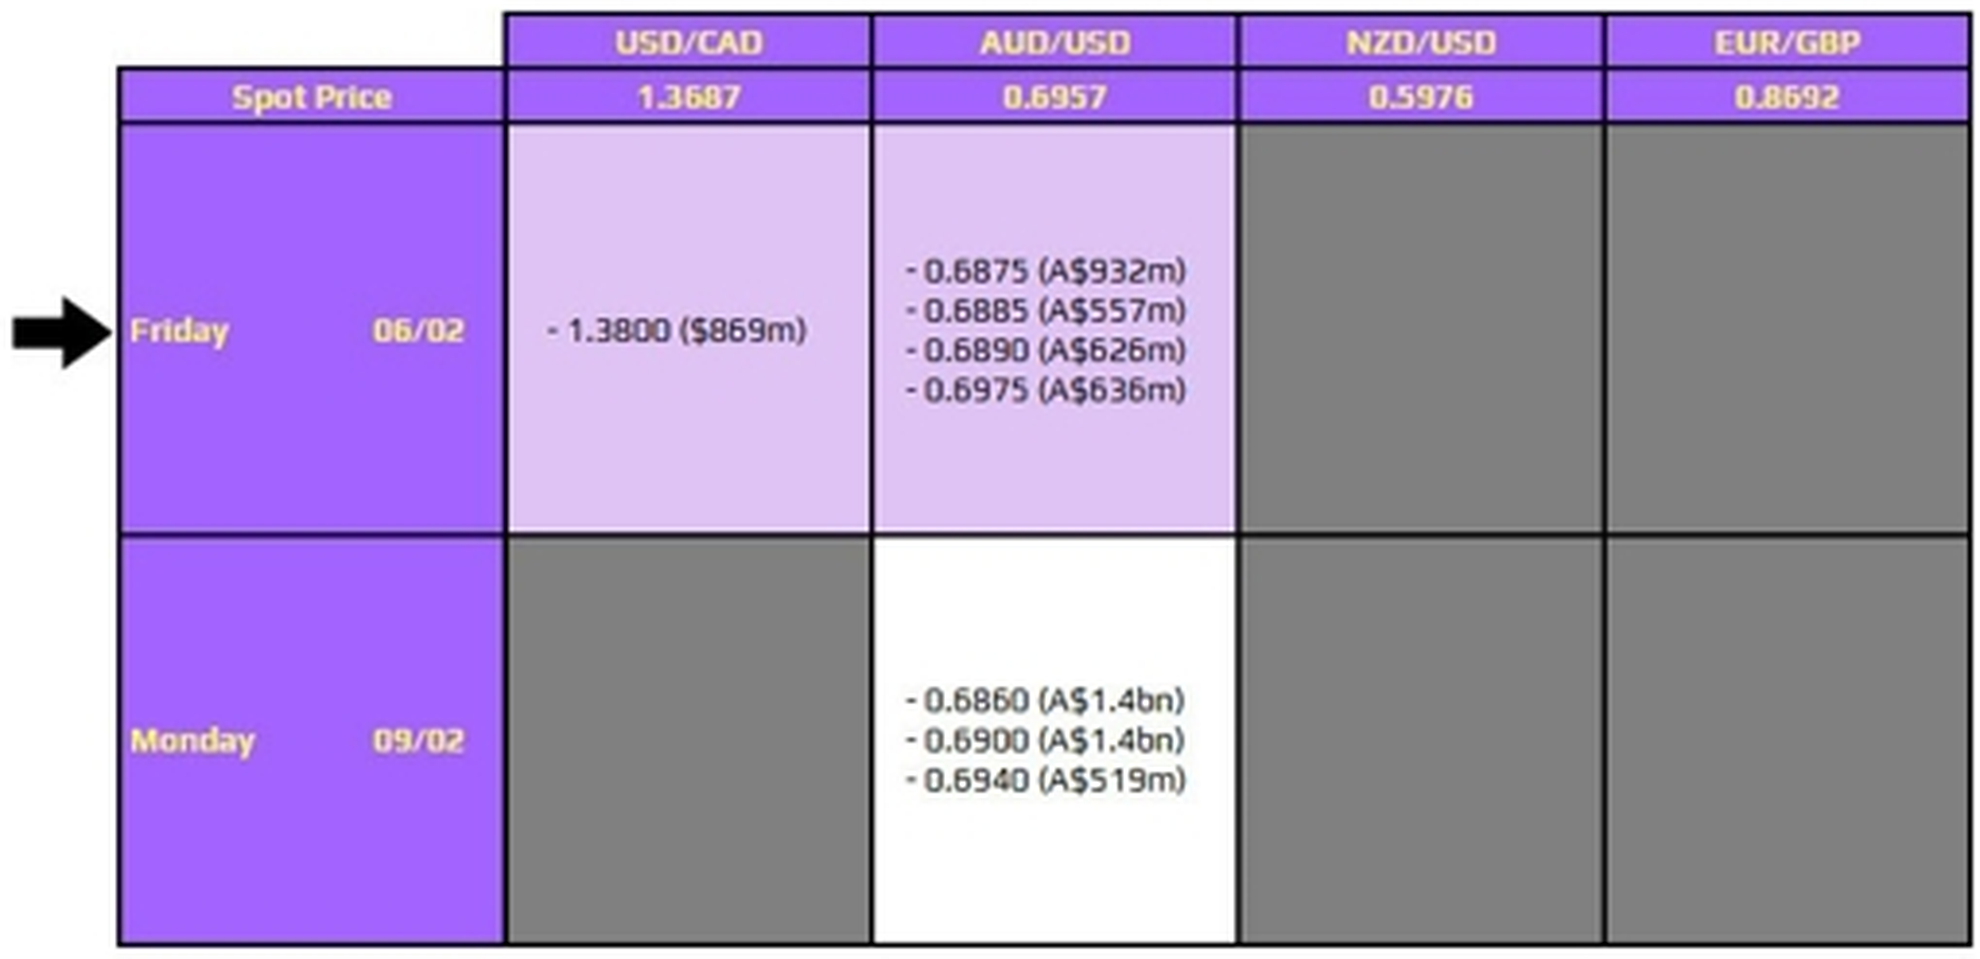 USD/CAD AUD/USD NZD/USD EUR/GBP
Spot Price 1.3687 0.6957 0.5976 0.8692
Friday 06/02
- 1.3800 ($869m)
- 0.6875 (A$932m)
- 0.6885 (A$557m)
- 0.6890 (A$626m)
- 0.6975 (A$636m)
Monday 09/02
- 0.6860 (A$1.4bn)
- 0.6900 (A$1.4bn)
- 0.6940 (A$519m)